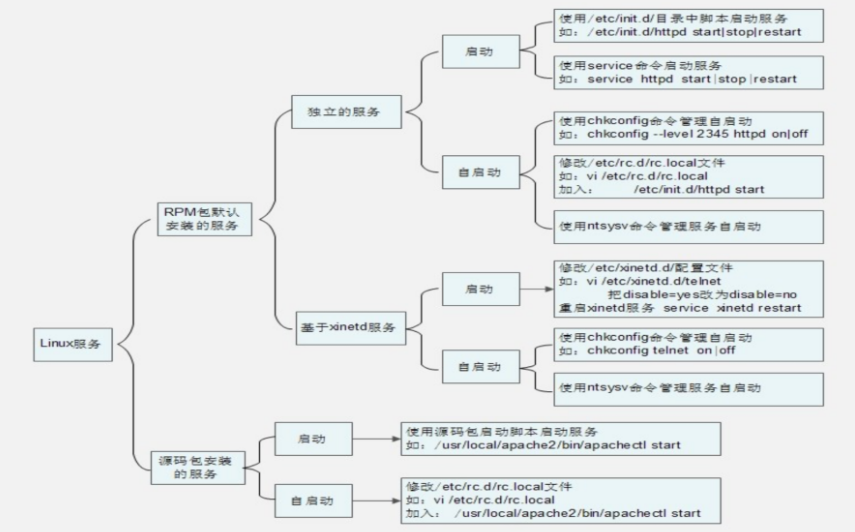 Linux服务
RPM包默认
安装的服务
独立的服务
启动
使用/etc/init.d/目录中脚本启动服务
如：/etc/init.d/httpd start|stop|restart
使用service命令启动服务
如：service httpd start|stop|restart
自启动
使用chkconfig命令管理自启动
如：chkconfig --level 2345 httpd on|off
修改/etc/rc.d/rc.local文件
如：vi /etc/rc.d/rc.local
加入： /etc/init.d/httpd start
使用ntsysv命令管理服务自启动
基于xinetd服务
启动
修改/etc/xinetd.d/配置文件
如：vi /etc/xinetd.d/telnet
把disable=yes改为disable=no
重启xinetd服务 service xinetd restart
自启动
使用chkconfig命令管理自启动
如：chkconfig telnet on|off
使用ntsysv命令管理服务自启动
源码包安装
的服务
启动
使用源码包启动脚本启动服务
如：/usr/local/apache2/bin/apachectl start
自启动
修改/etc/rc.d/rc.local文件
如：vi /etc/rc.d/rc.local
加入： /usr/local/apache2/bin/apachectl start